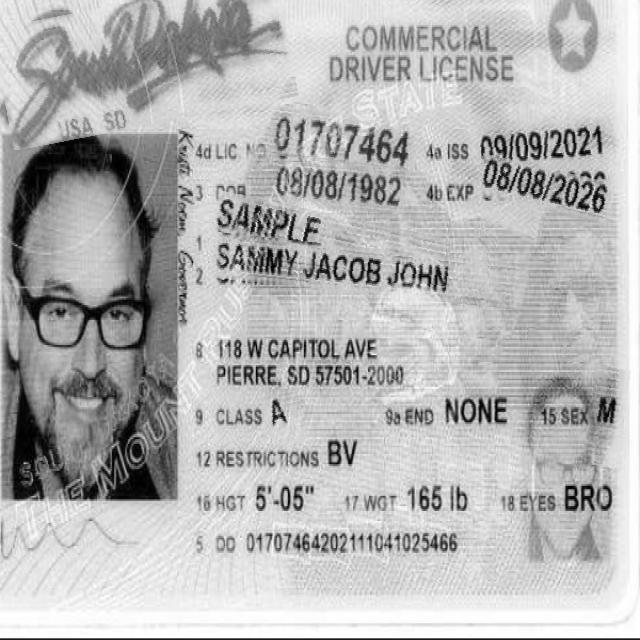 South Dakota
COMMERCIAL
DRIVER LICENSE
USA SD
4d LIC. NO. 01707464 4a ISS 09/09/2021
3 DOB 08/08/1982 4b EXP 08/08/2026
1 SAMPLE
2 SAMMY JACOB JOHN
Kristi Noem Governor
8 118 W CAPITOL AVE
PIERRE, SD 57501-2000
9 CLASS A 9a END NONE 15 SEX M
12 RESTRICTIONS BV
16 HGT 5'-05" 17 WGT 165 lb 18 EYES BRO
5 DD 01707464202111041025466
STATE
THE MOUNT